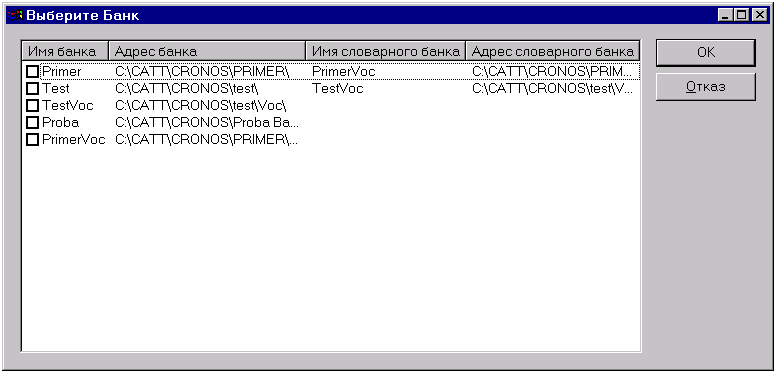 Выберите Банк
Имя банка Адрес банка Имя словарного банка Адрес словарного банка
Primer C:\CATT\CRONOS\PRIMER\ PrimerVoc C:\CATT\CRONOS\PRIM...
Test C:\CATT\CRONOS\test\ TestVoc C:\CATT\CRONOS\test\V...
TestVoc C:\CATT\CRONOS\test\Voc\
Proba C:\CATT\CRONOS\Proba Ba...
PrimerVoc C:\CATT\CRONOS\PRIMER\...
OK
Отказ